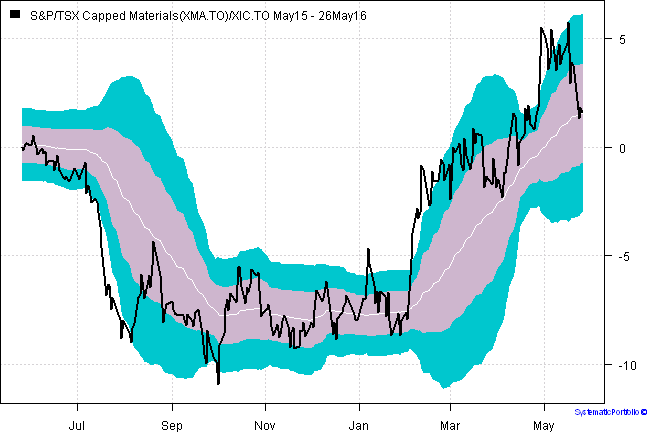 S&P/TSX Capped Materials(XMA.TO)/XIC.TO May15 - 26May16
5
0
-5
-10
Jul Sep Nov Jan Mar May
SystematicPortfolio ©